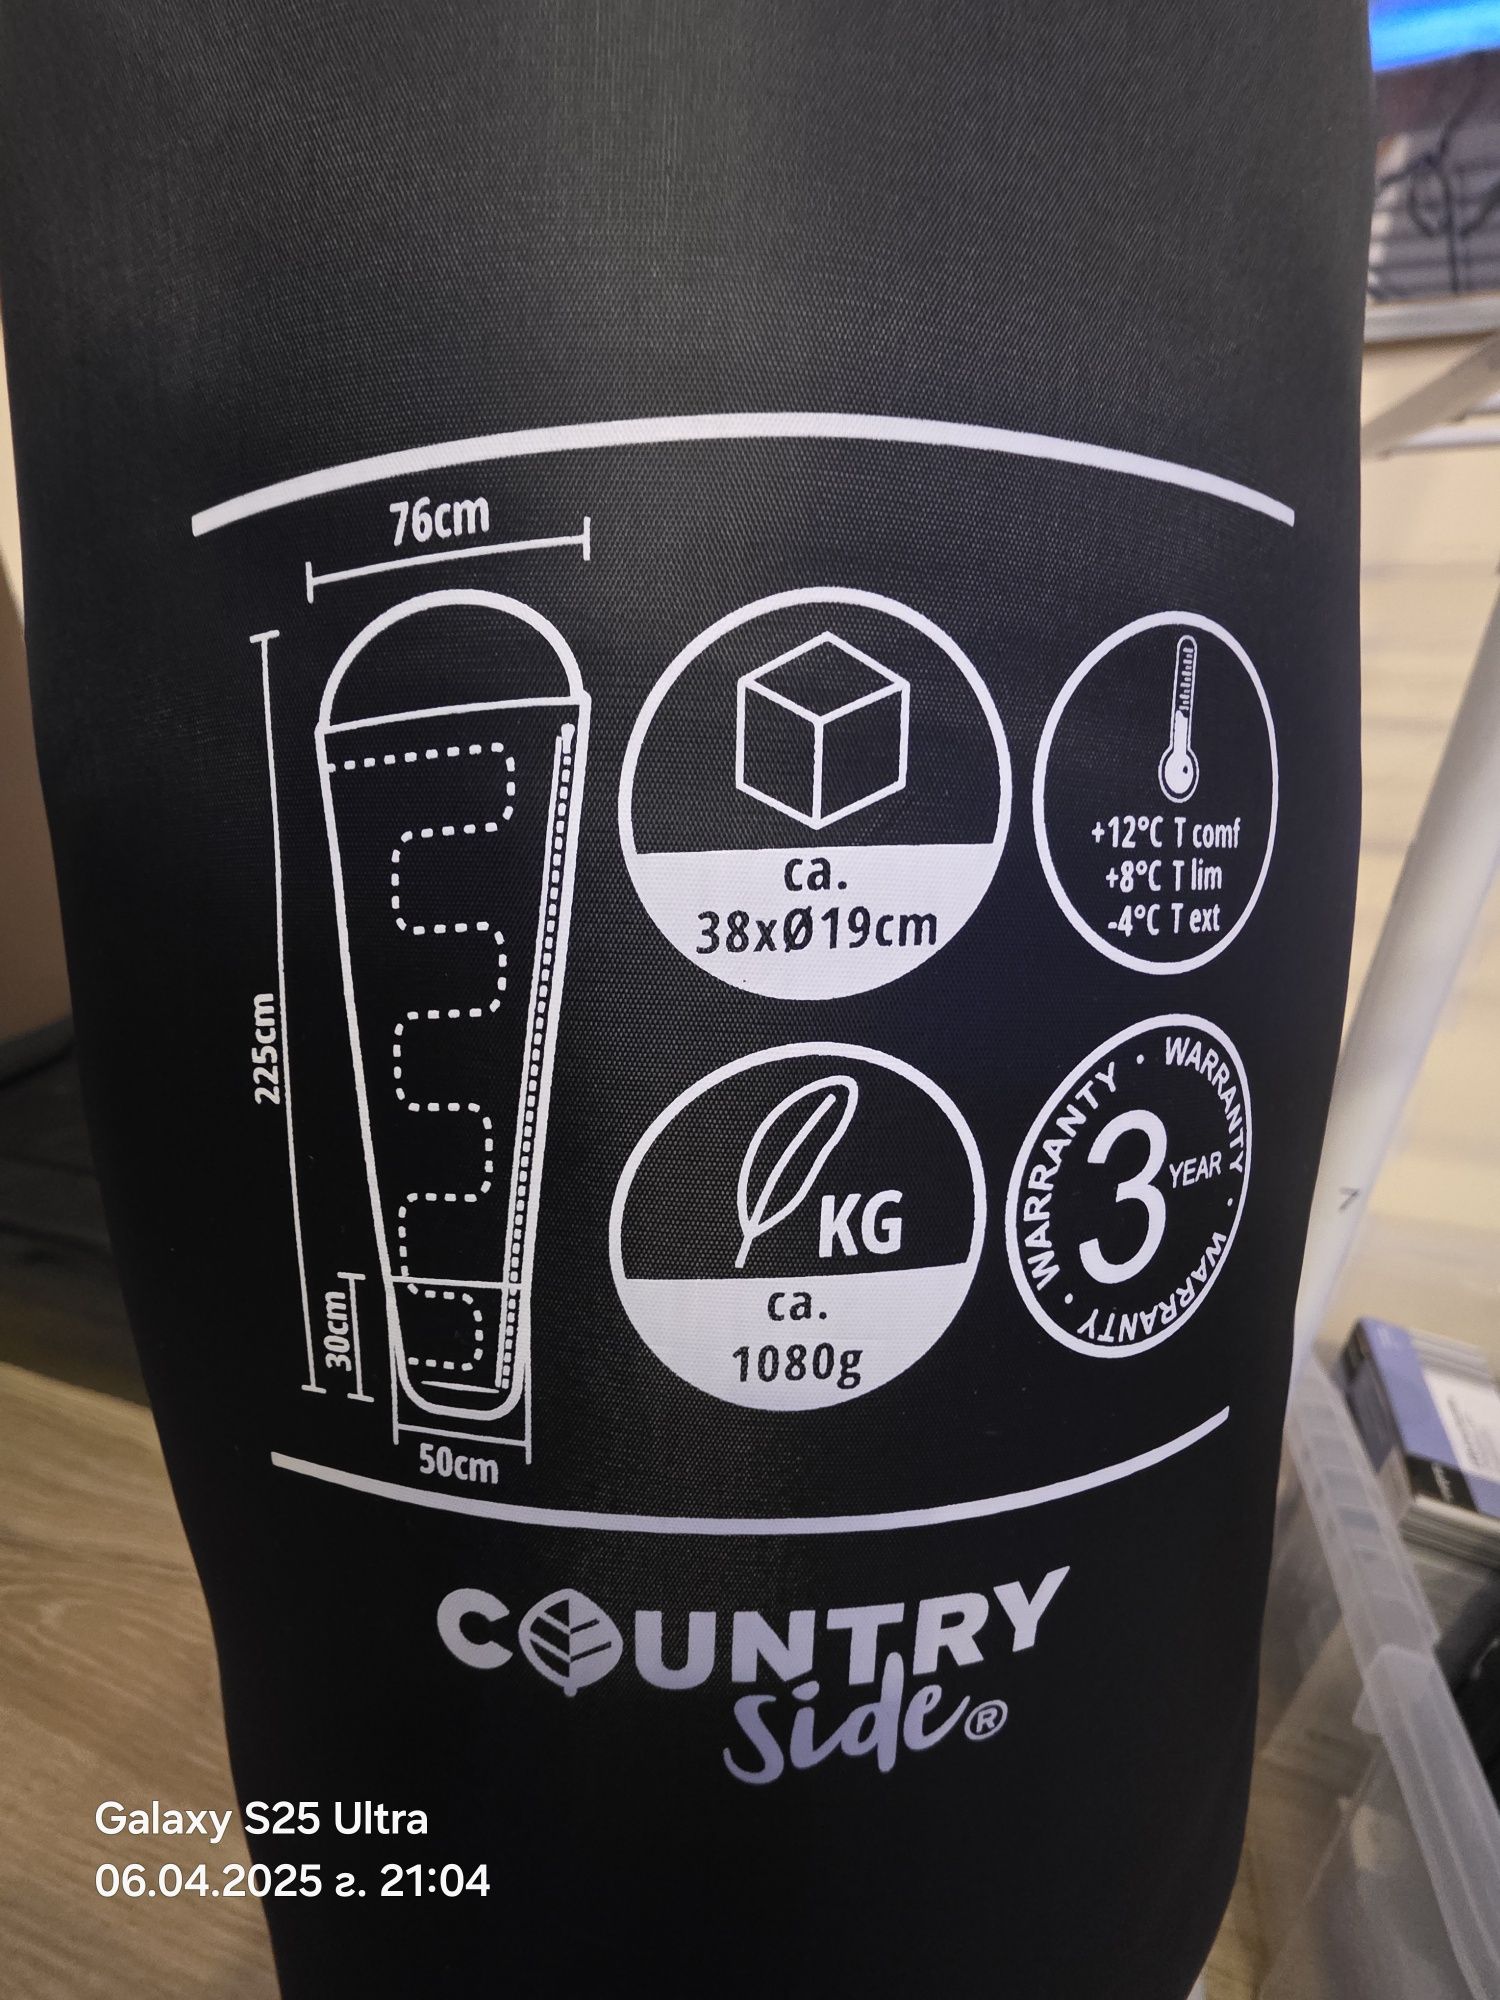 76cm
225cm
30cm
50cm
ca.
38xØ19cm
+12°C T comf
+8°C T lim
-4°C T ext
KG
ca.
1080g
WARRANTY · WARRANTY · WARRANTY ·
3 YEAR
COUNTRY
side®
Galaxy S25 Ultra
06.04.2025 г. 21:04